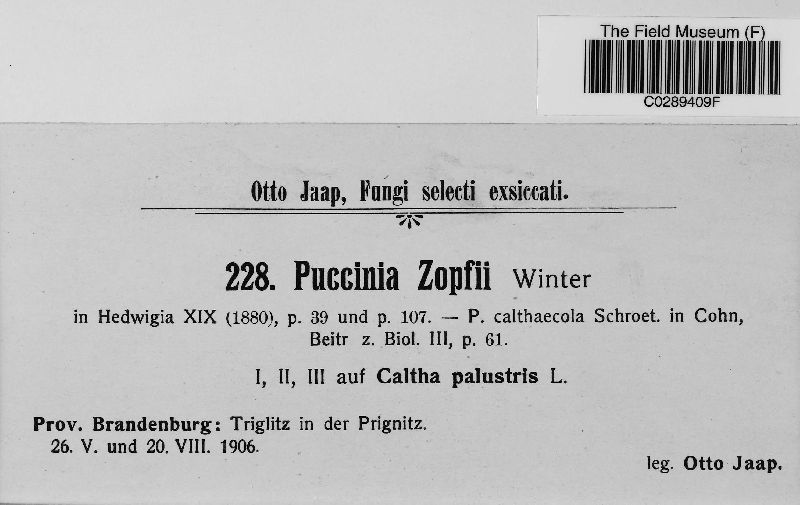 The Field Museum (F)
C0289409F
Otto Jaap, Fungi selecti exsiccati.
228. Puccinia Zopfii Winter
in Hedwigia XIX (1880), p. 39 und p. 107. — P. calthaecola Schroet. in Cohn,
Beitr z. Biol. III, p. 61.
I, II, III auf Caltha palustris L.
Prov. Brandenburg: Triglitz in der Prignitz.
26. V. und 20. VIII. 1906.
leg. Otto Jaap.